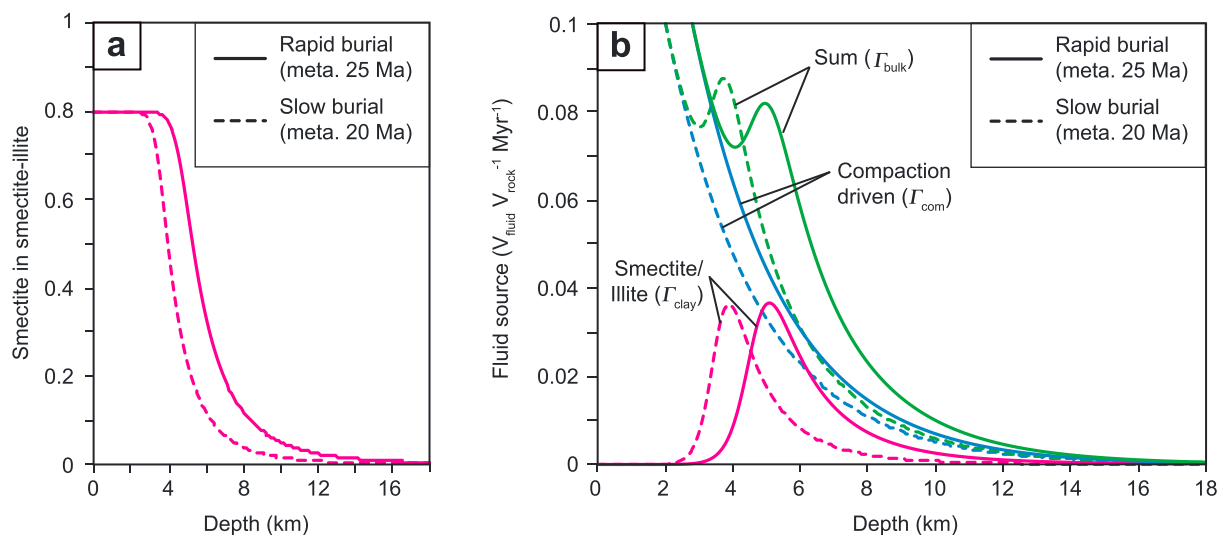 a
Rapid burial
(meta. 25 Ma)
Slow burial
(meta. 20 Ma)
Smectite in smectite-illite
1
0.8
0.6
0.4
0.2
0
0 4 8 12 16
Depth (km)
b
Rapid burial
(meta. 25 Ma)
Slow burial
(meta. 20 Ma)
Sum (Γbulk)
Compaction
driven (Γcom)
Smectite/
Illite (Γclay)
Fluid source (Vfluid Vrock-1 Myr-1)
0.1
0.08
0.06
0.04
0.02
0
0 2 4 6 8 10 12 14 16 18
Depth (km)